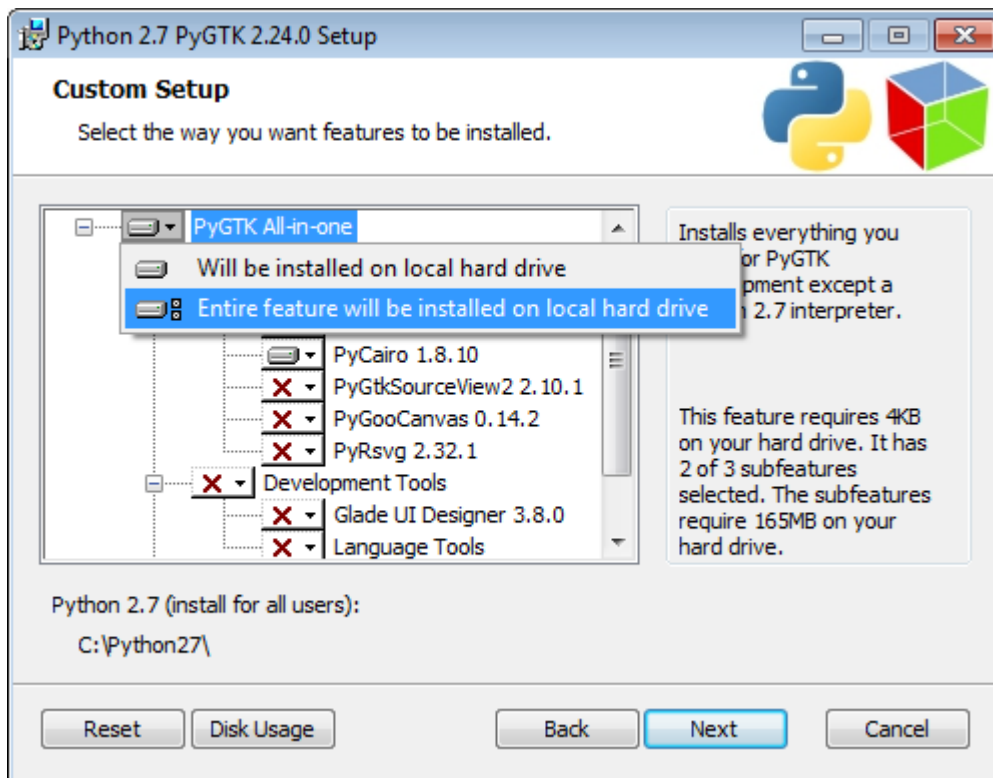 Python 2.7 PyGTK 2.24.0 Setup
Custom Setup
Select the way you want features to be installed.
PyGTK All-in-one
Will be installed on local hard drive
Entire feature will be installed on local hard drive
PyCairo 1.8.10
PyGtkSourceView2 2.10.1
PyGooCanvas 0.14.2
PyRsvg 2.32.1
Development Tools
Glade UI Designer 3.8.0
Language Tools
Installs everything you
or PyGTK
pment except a
2.7 interpreter.
This feature requires 4KB
on your hard drive. It has
2 of 3 subfeatures
selected. The subfeatures
require 165MB on your
hard drive.
Python 2.7 (install for all users):
C:\Python27\
Reset
Disk Usage
Back
Next
Cancel